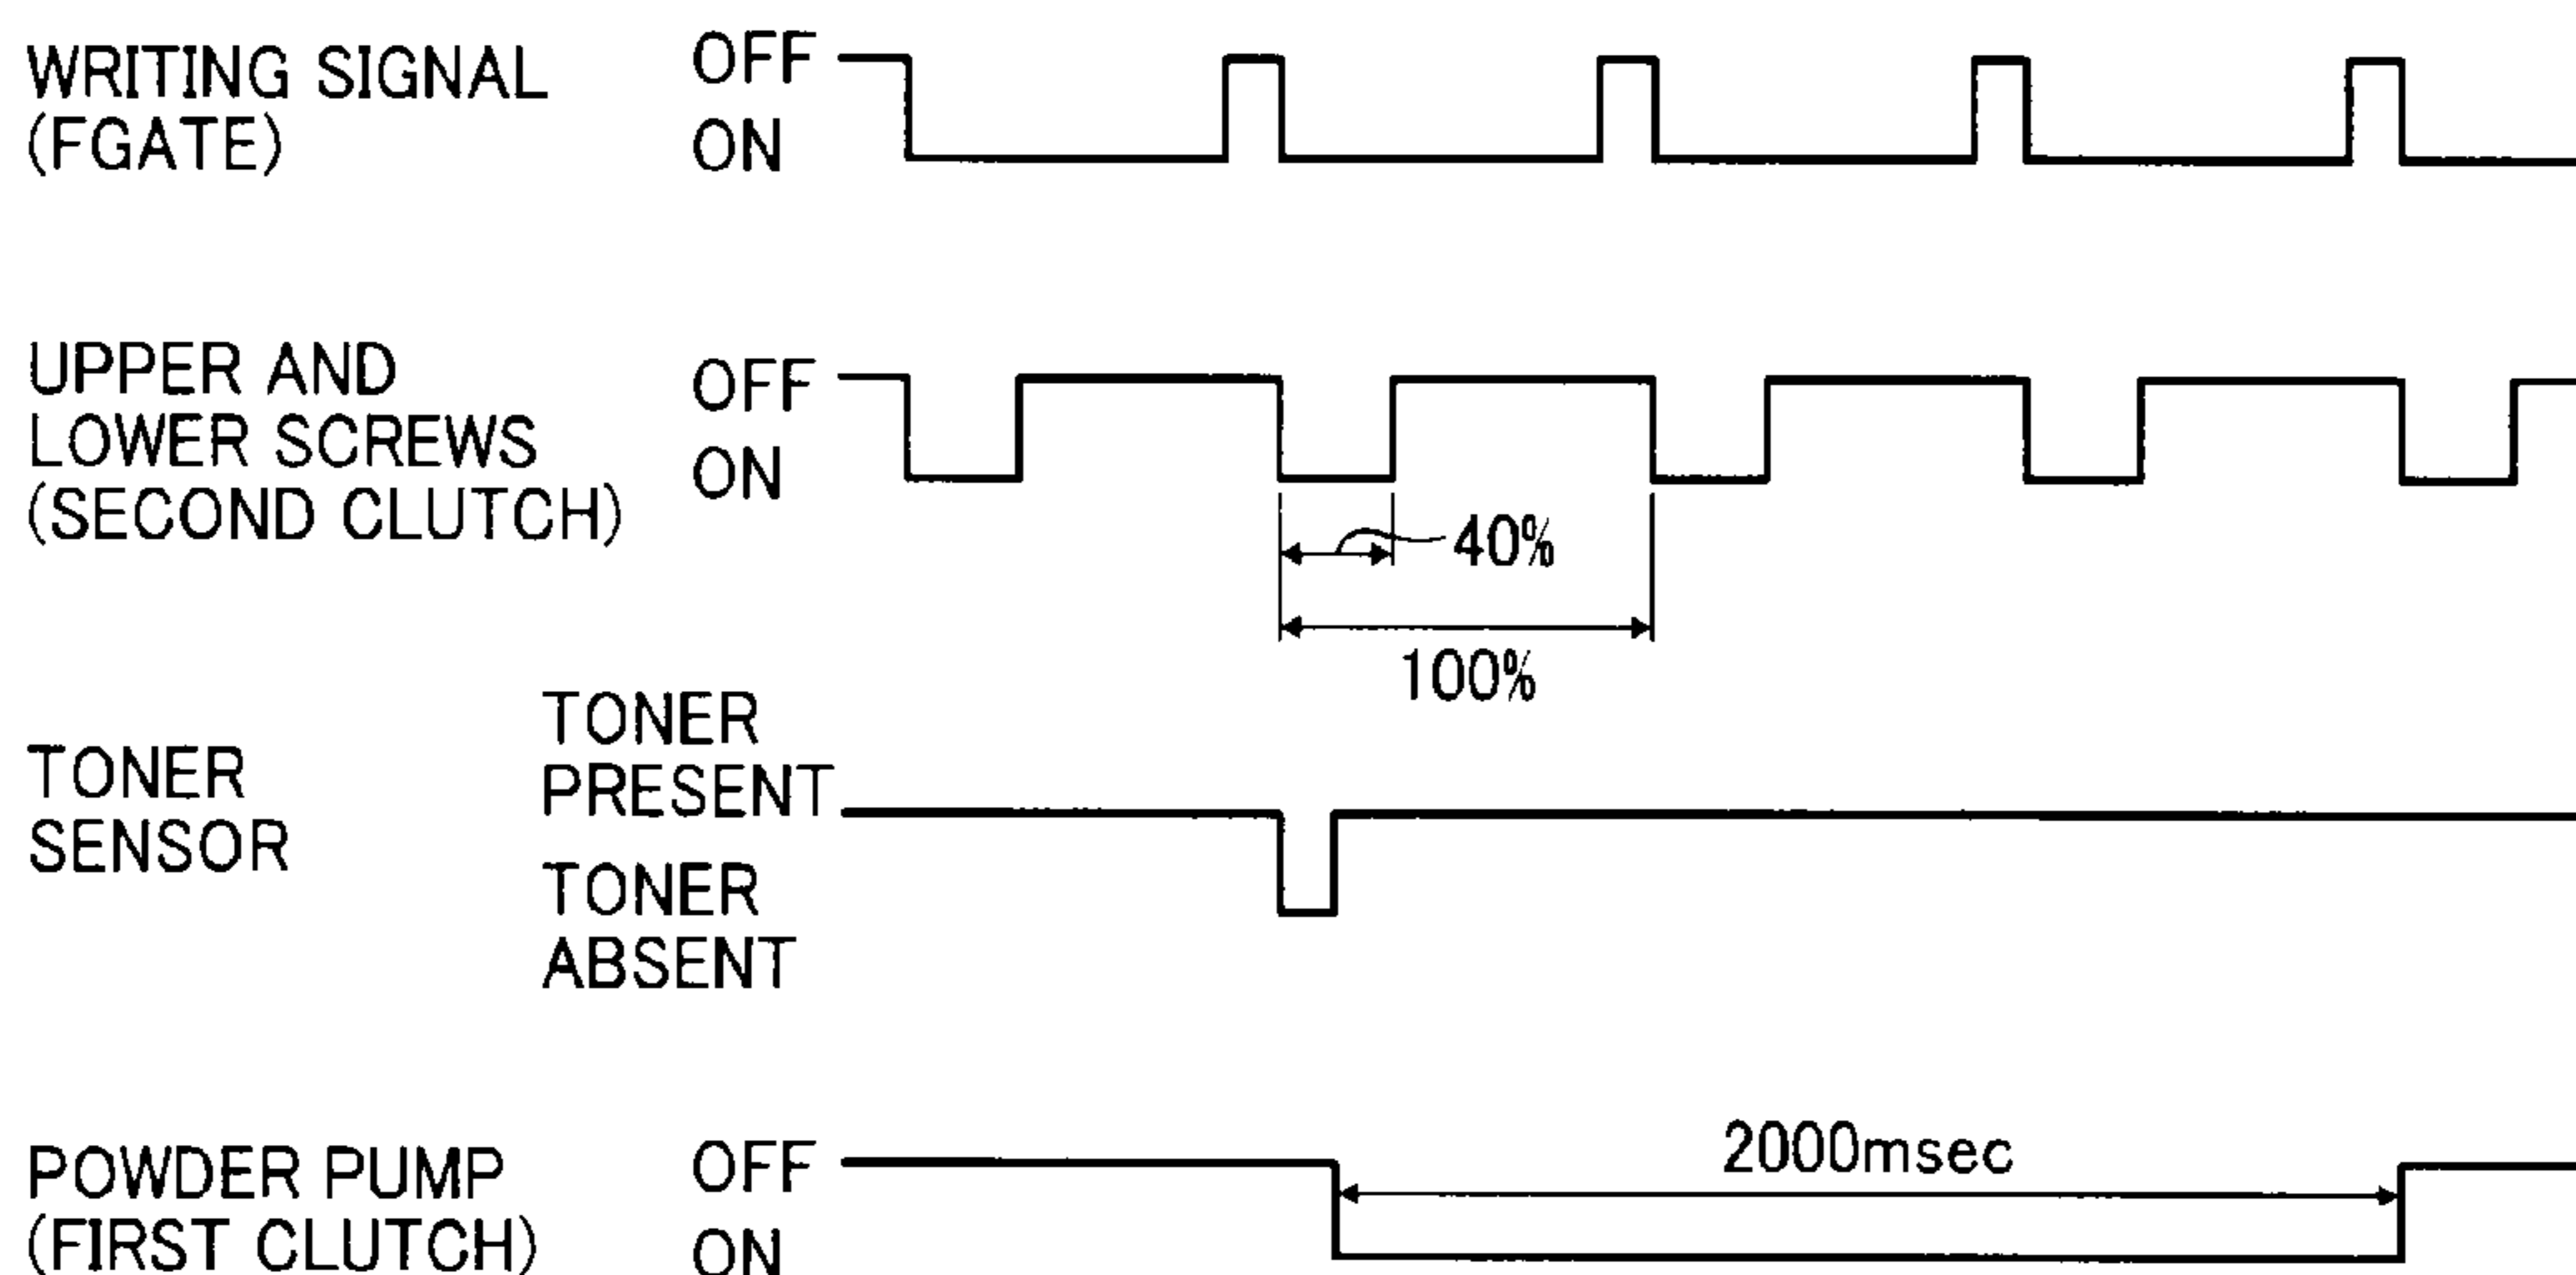 WRITING SIGNAL
(FGATE)
OFF
ON
UPPER AND
LOWER SCREWS
(SECOND CLUTCH)
OFF
ON
40%
100%
TONER
SENSOR
TONER
PRESENT
TONER
ABSENT
POWDER PUMP
(FIRST CLUTCH)
OFF
ON
2000msec